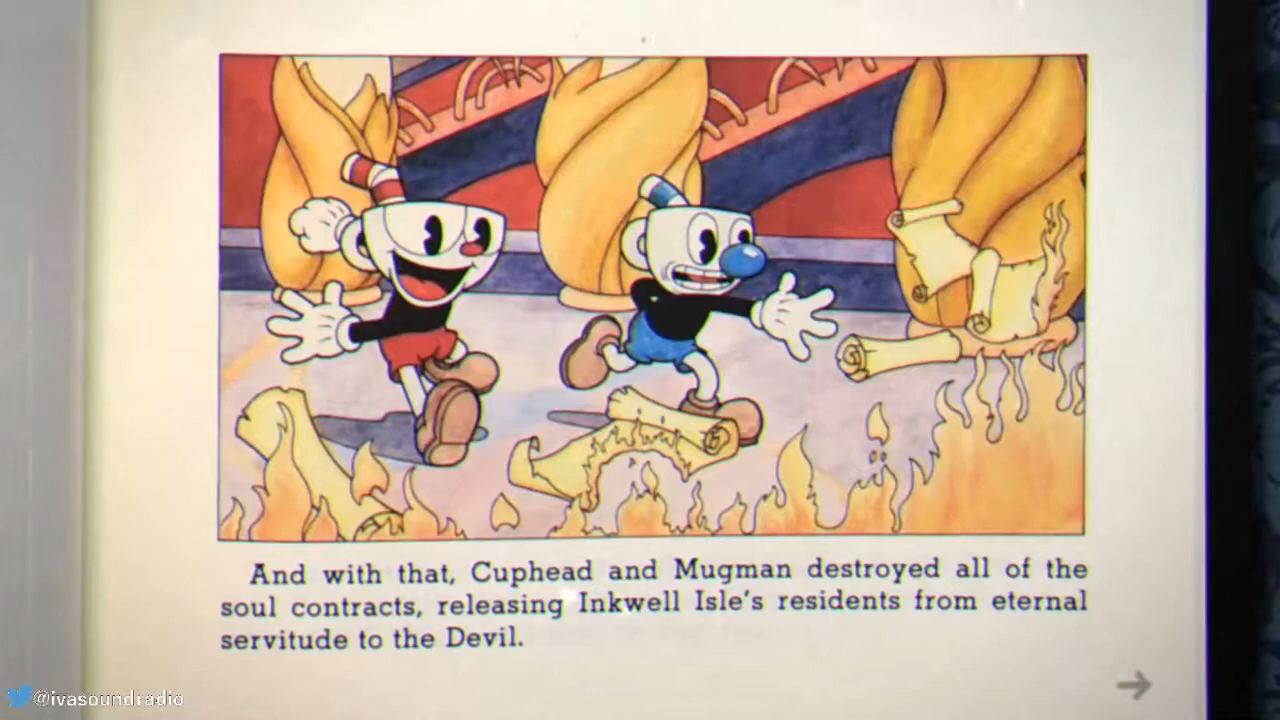 And with that, Cuphead and Mugman destroyed all of the
soul contracts, releasing Inkwell Isle's residents from eternal
servitude to the Devil.
@ivasoundradio